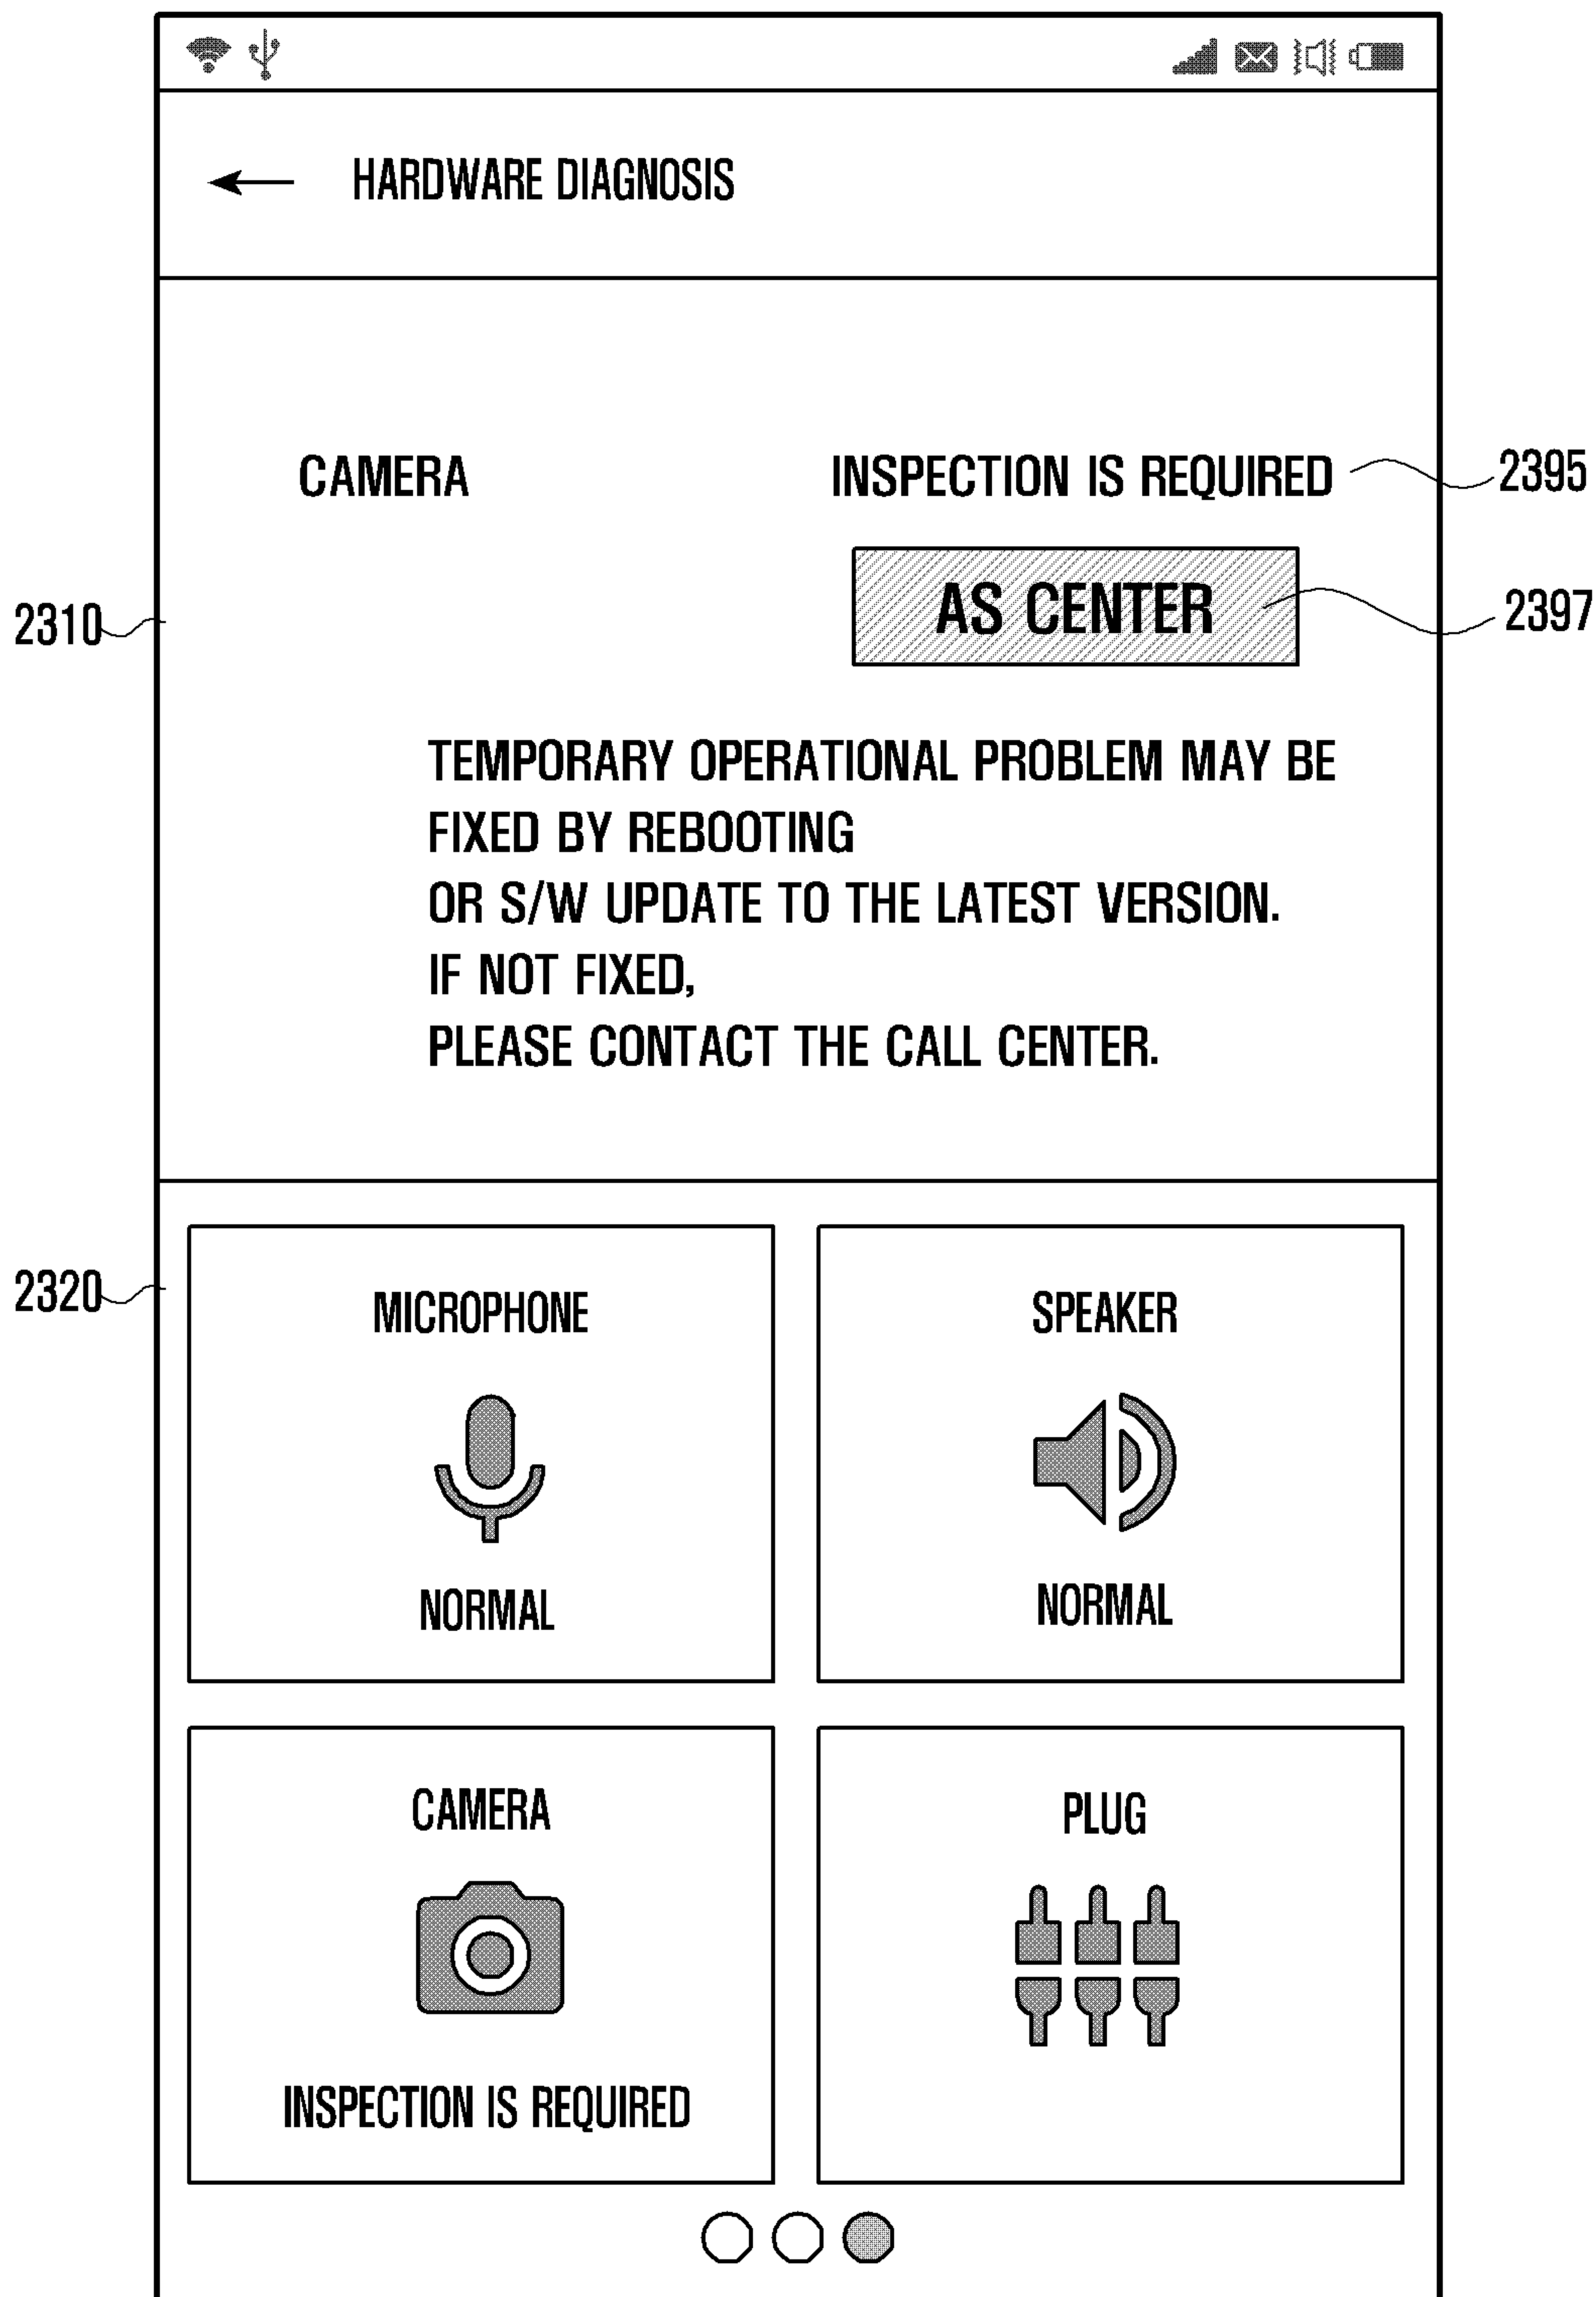 HARDWARE DIAGNOSIS
CAMERA
INSPECTION IS REQUIRED
2395
AS CENTER
2397
2310
TEMPORARY OPERATIONAL PROBLEM MAY BE
FIXED BY REBOOTING
OR S/W UPDATE TO THE LATEST VERSION.
IF NOT FIXED,
PLEASE CONTACT THE CALL CENTER.
2320
MICROPHONE
NORMAL
SPEAKER
NORMAL
CAMERA
INSPECTION IS REQUIRED
PLUG